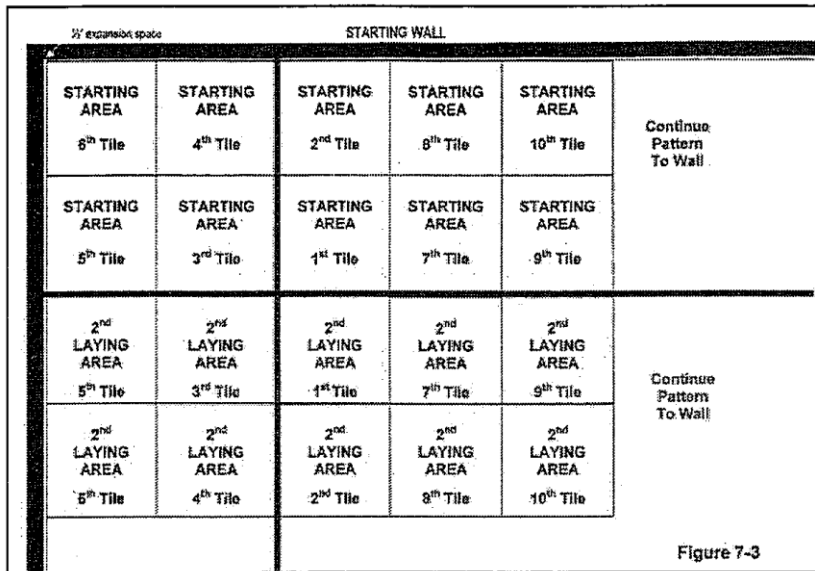 ½" expansion space
STARTING WALL
STARTING AREA
6th Tile
STARTING AREA
4th Tile
STARTING AREA
2nd Tile
STARTING AREA
8th Tile
STARTING AREA
10th Tile
Continue
Pattern
To Wall
STARTING AREA
5th Tile
STARTING AREA
3rd Tile
STARTING AREA
1st Tile
STARTING AREA
7th Tile
STARTING AREA
9th Tile
2nd
LAYING
AREA
5th Tile
2nd
LAYING
AREA
3rd Tile
2nd
LAYING
AREA
1st Tile
2nd
LAYING
AREA
7th Tile
2nd
LAYING
AREA
9th Tile
Continue
Pattern
To Wall
2nd
LAYING
AREA
6th Tile
2nd
LAYING
AREA
4th Tile
2nd
LAYING
AREA
2nd Tile
2nd
LAYING
AREA
8th Tile
2nd
LAYING
AREA
10th Tile
Figure 7-3